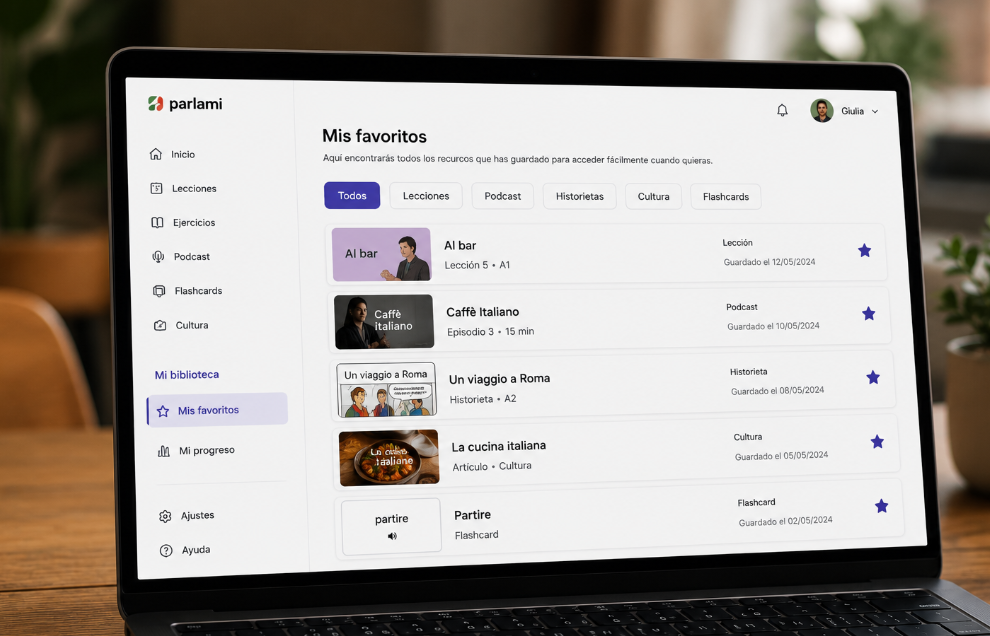 parlami
Inicio
Lecciones
Ejercicios
Podcast
Flashcards
Cultura
Mi biblioteca
Mis favoritos
Mi progreso
Ajustes
Ayuda
Giulia
Mis favoritos
Aquí encontrarás todos los recurcos que has guardado para acceder fácilmente cuando quieras.
Todos
Lecciones
Podcast
Historietas
Cultura
Flashcards
Al bar
Al bar
Lección 5 • A1
Lección
Guardado el 12/05/2024
Caffè
italiano
Caffè Italiano
Episodio 3 • 15 min
Podcast
Guardado el 10/05/2024
Un viaggio a Roma
Un viaggio a Roma
Historieta • A2
Historieta
Guardado el 08/05/2024
La cucina italiana
Artículo • Cultura
Cultura
Guardado el 05/05/2024
partire
Partire
Flashcard
Flashcard
Guardado el 02/05/2024